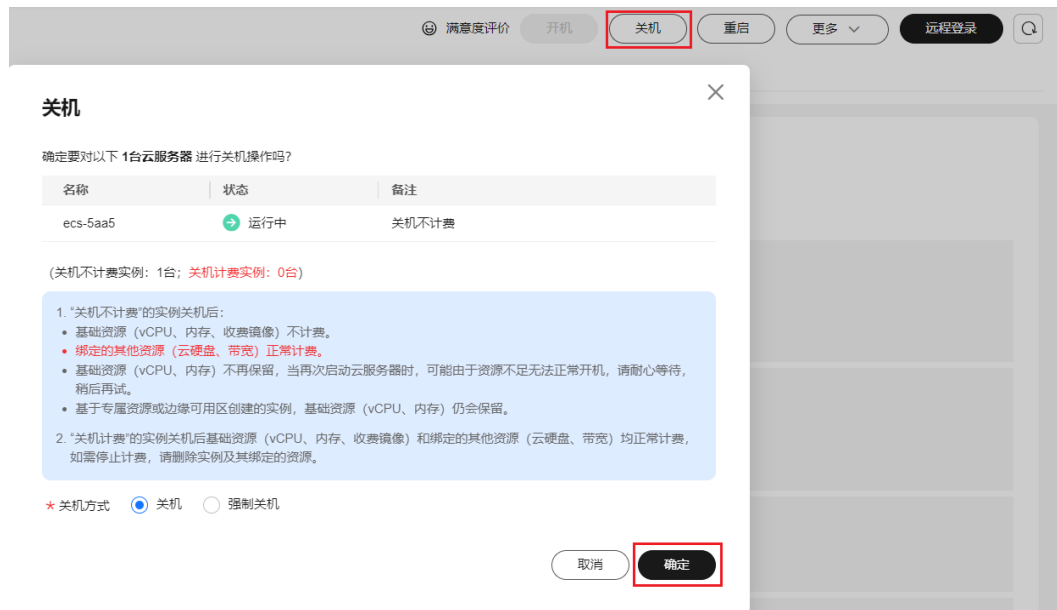 满意度评价 开机 关机 重启 更多 远程登录
关机
确定要对以下 1台云服务器 进行关机操作吗?
名称 状态 备注
ecs-5aa5 运行中 关机不计费
(关机不计费实例：1台；关机计费实例：0台)
1. “关机不计费”的实例关机后：
• 基础资源（vCPU、内存、收费镜像）不计费。
• 绑定的其他资源（云硬盘、带宽）正常计费。
• 基础资源（vCPU、内存）不再保留，当再次启动云服务器时，可能由于资源不足无法正常开机，请耐心等待，
稍后再试。
• 基于专属资源或边缘可用区创建的实例，基础资源（vCPU、内存）仍会保留。
2. “关机计费”的实例关机后基础资源（vCPU、内存、收费镜像）和绑定的其他资源（云硬盘、带宽）均正常计费，
如需停止计费，请删除实例及其绑定的资源。
* 关机方式 关机 强制关机
取消 确定